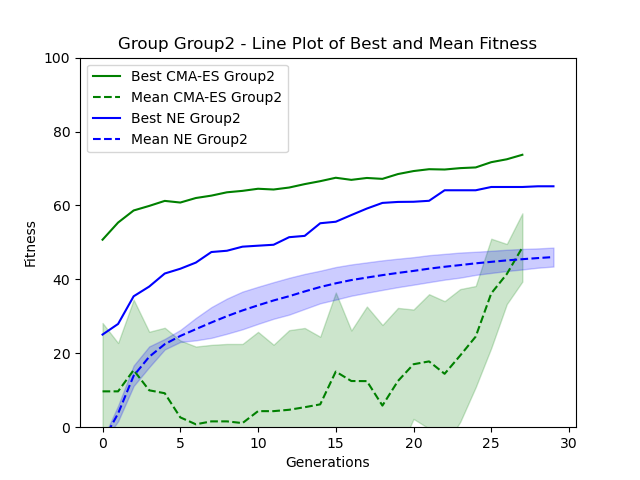 Group Group2 - Line Plot of Best and Mean Fitness
Best CMA-ES Group2
Mean CMA-ES Group2
Best NE Group2
Mean NE Group2
100
80
60
40
20
0
Fitness
0 5 10 15 20 25 30
Generations